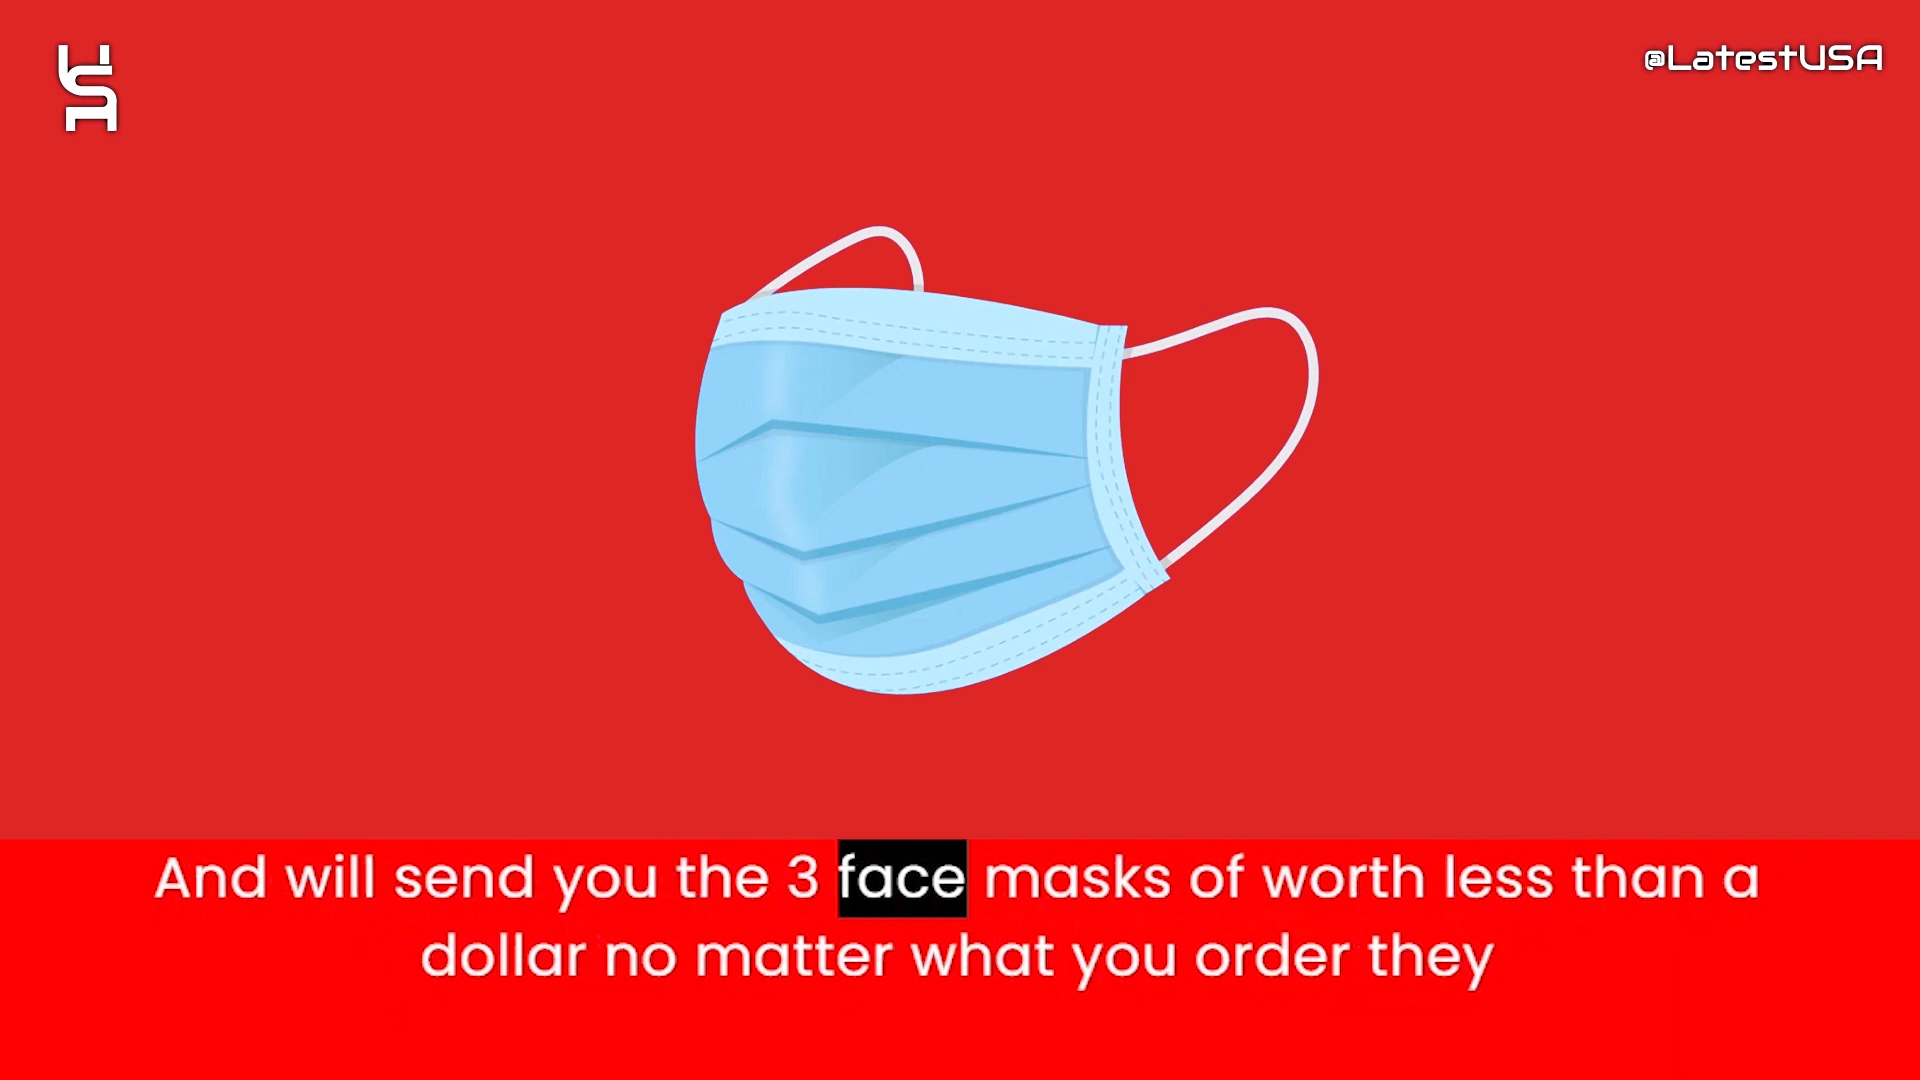 USA
@LatestUSA
And will send you the 3 face masks of worth less than a
dollar no matter what you order they